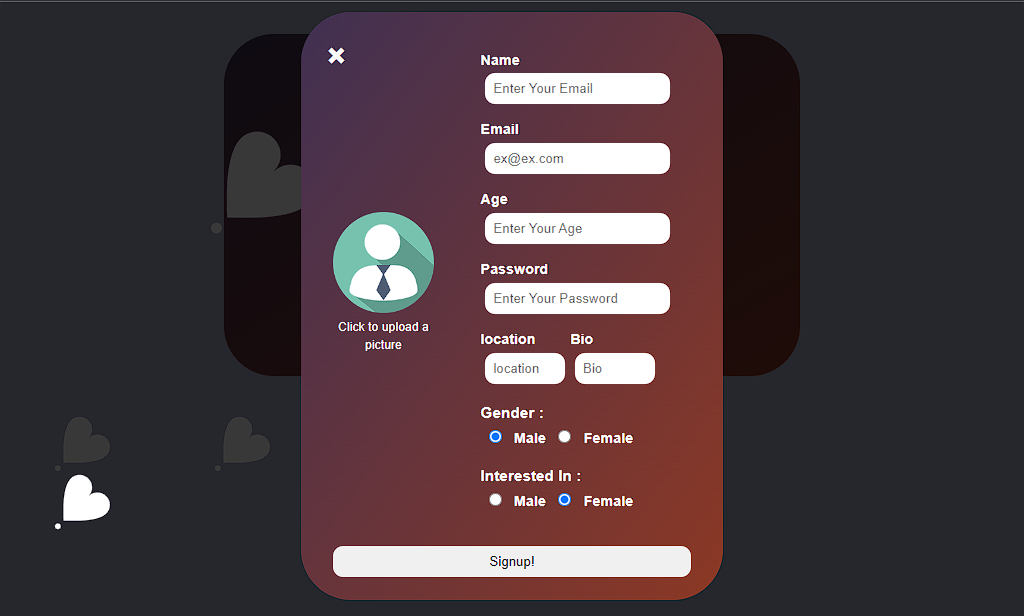 Name
Enter Your Email
Email
ex@ex.com
Age
Enter Your Age
Password
Enter Your Password
Click to upload a
picture
location Bio
location Bio
Gender :
Male Female
Interested In :
Male Female
Signup!